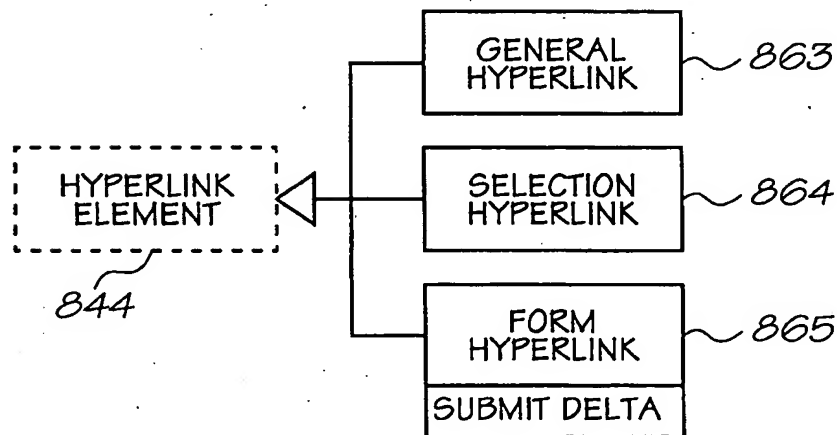 GENERAL
HYPERLINK
863
HYPERLINK
ELEMENT
844
SELECTION
HYPERLINK
864
FORM
HYPERLINK
865
SUBMIT DELTA